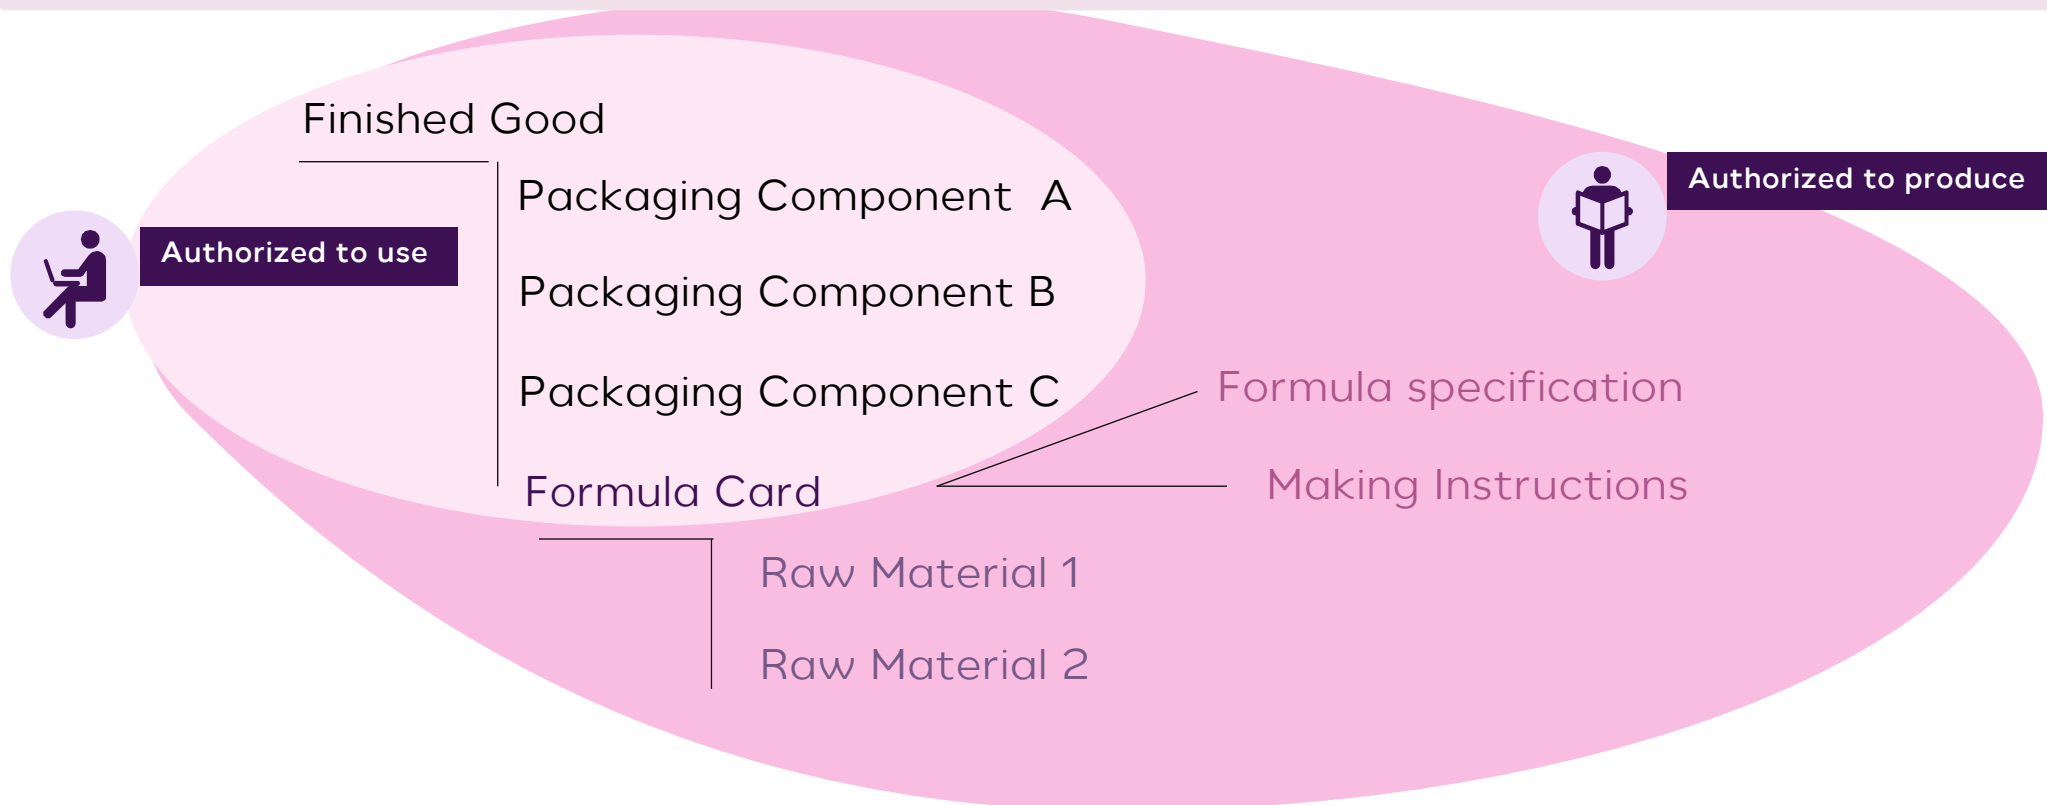 Finished Good
Packaging Component A
Authorized to produce
Authorized to use
Packaging Component B
Packaging Component C
Formula specification
Formula Card
Making Instructions
Raw Material 1
Raw Material 2